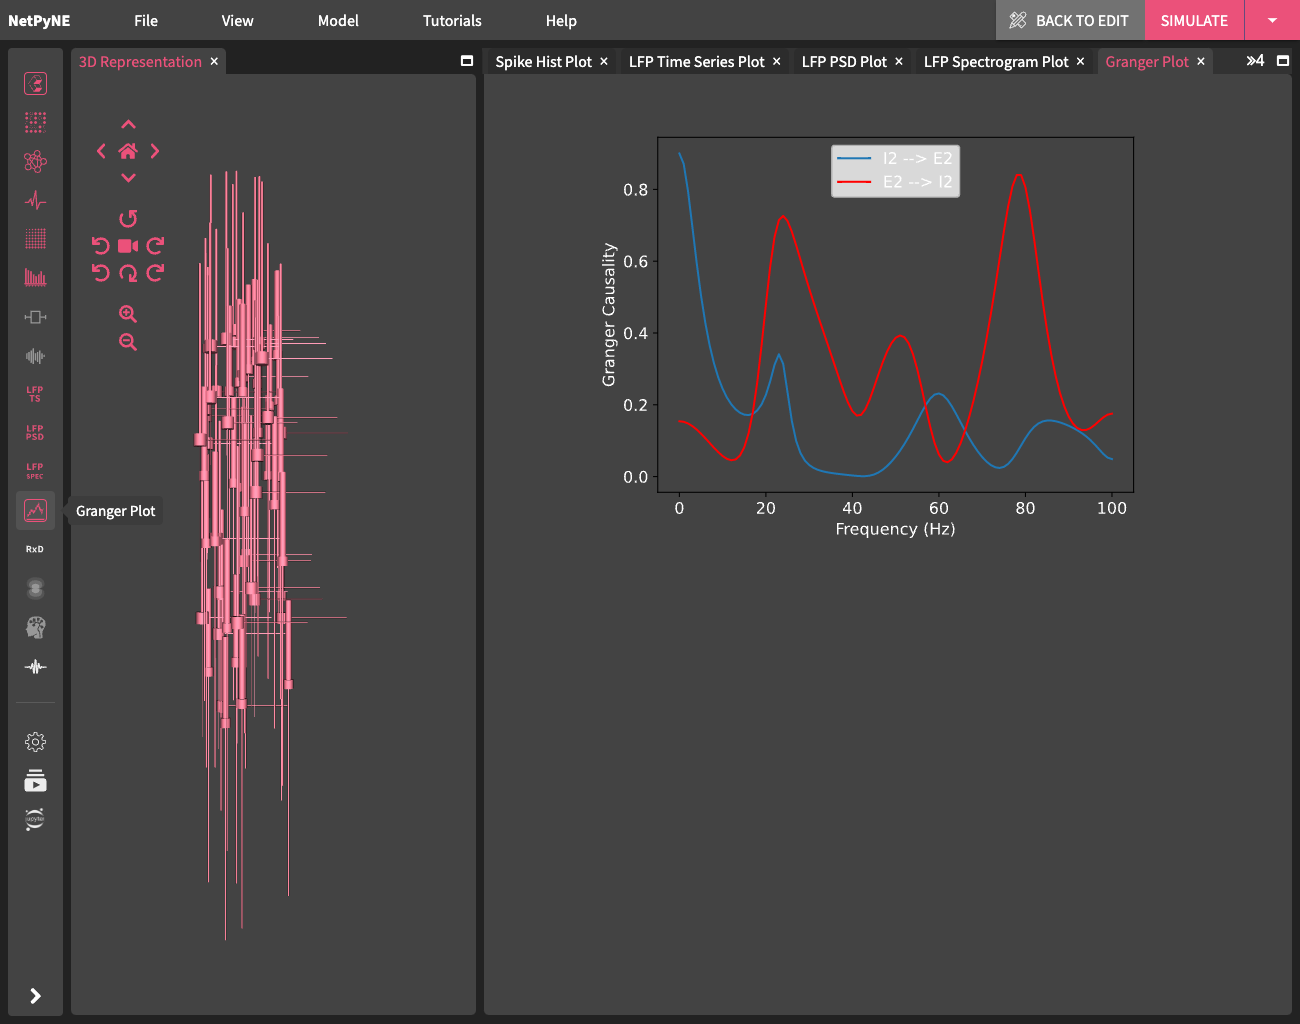 NetPyNE File View Model Tutorials Help BACK TO EDIT SIMULATE
3D Representation ×
Spike Hist Plot × LFP Time Series Plot × LFP PSD Plot × LFP Spectrogram Plot × Granger Plot × »4
LFP
TS
LFP
PSD
LFP
SPEC
Granger Plot
RxD
jupyter
I2 --> E2
E2 --> I2
Granger Causality
0.8
0.6
0.4
0.2
0.0
0 20 40 60 80 100
Frequency (Hz)